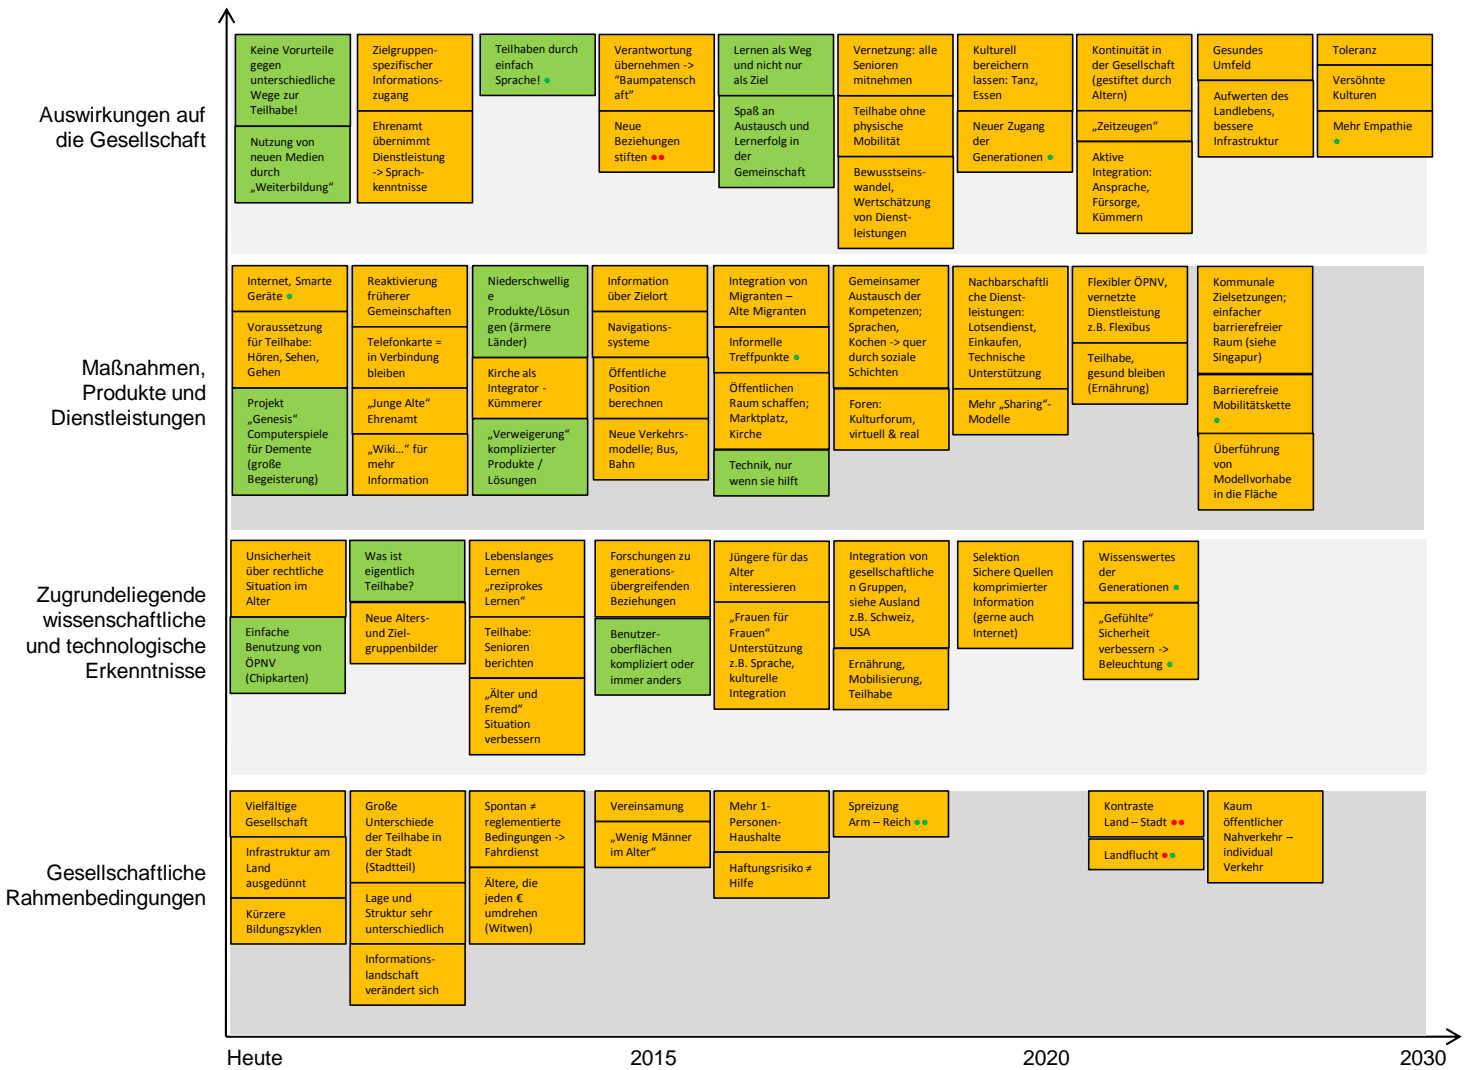 Auswirkungen auf
die Gesellschaft
Keine Vorurteile
gegen
unterschiedliche
Wege zur
Teilhabe!
Nutzung von
neuen Medien
durch
„Weiterbildung“
Zielgruppen-
spezifischer
Informations-
zugang
Ehrenamt
übernimmt
Dienstleistung
-> Sprach-
kenntnisse
Teilhaben durch
einfach
Sprache!
Verantwortung
übernehmen ->
“Baumpatensch
aft”
Neue
Beziehungen
stiften
Lernen als Weg
und nicht nur
als Ziel
Spaß an
Austausch und
Lernerfolg in
der
Gemeinschaft
Vernetzung: alle
Senioren
mitnehmen
Teilhabe ohne
physische
Mobilität
Bewusstseins-
wandel,
Wertschätzung
von Dienst-
leistungen
Kulturell
bereichern
lassen: Tanz,
Essen
Neuer Zugang
der
Generationen
Kontinuität in
der Gesellschaft
(gestiftet durch
Altern)
„Zeitzeugen“
Aktive
Integration:
Ansprache,
Fürsorge,
Kümmern
Gesundes
Umfeld
Aufwerten des
Landlebens,
bessere
Infrastruktur
Toleranz
Versöhnte
Kulturen
Mehr Empathie
Maßnahmen,
Produkte und
Dienstleistungen
Internet, Smarte
Geräte
Voraussetzung
für Teilhabe:
Hören, Sehen,
Gehen
Projekt
„Genesis“
Computerspiele
für Demente
(große
Begeisterung)
Reaktivierung
früherer
Gemeinschaften
Telefonkarte =
in Verbindung
bleiben
„Junge Alte“
Ehrenamt
„Wiki...“ für
mehr
Information
Niederschwellig
e
Produkte/Lösun
gen (ärmere
Länder)
Kirche als
Integrator -
Kümmerer
„Verweigerung“
komplizierter
Produkte /
Lösungen
Information
über Zielort
Navigations-
systeme
Öffentliche
Position
berechnen
Neue Verkehrs-
modelle; Bus,
Bahn
Integration von
Migranten –
Alte Migranten
Informelle
Treffpunkte
Öffentlichen
Raum schaffen;
Marktplatz,
Kirche
Technik, nur
wenn sie hilft
Gemeinsamer
Austausch der
Kompetenzen;
Sprachen,
Kochen -> quer
durch soziale
Schichten
Foren:
Kulturforum,
virtuell & real
Nachbarschaftli
che Dienst-
leistungen:
Lotsendienst,
Einkaufen,
Technische
Unterstützung
Mehr „Sharing“-
Modelle
Flexibler ÖPNV,
vernetzte
Dienstleistung
z.B. Flexibus
Teilhabe,
gesund bleiben
(Ernährung)
Kommunale
Zielsetzungen;
einfacher
barrierefreier
Raum (siehe
Singapur)
Barrierefreie
Mobilitätskette
Überführung
von
Modellvorhabe
in die Fläche
Zugrundeliegende
wissenschaftliche
und technologische
Erkenntnisse
Unsicherheit
über rechtliche
Situation im
Alter
Einfache
Benutzung von
ÖPNV
(Chipkarten)
Was ist
eigentlich
Teilhabe?
Neue Alters-
und Ziel-
gruppenbilder
Lebenslanges
Lernen
„reziprokes
Lernen“
Teilhabe:
Senioren
berichten
„Älter und
Fremd“
Situation
verbessern
Forschungen zu
generations-
übergreifenden
Beziehungen
Benutzer-
oberflächen
kompliziert oder
immer anders
Jüngere für das
Alter
interessieren
„Frauen für
Frauen“
Unterstützung
z.B. Sprache,
kulturelle
Integration
Integration von
gesellschaftliche
n Gruppen,
siehe Ausland
z.B. Schweiz,
USA
Ernährung,
Mobilisierung,
Teilhabe
Selektion
Sichere Quellen
komprimierter
Information
(gerne auch
Internet)
Wissenswertes
der
Generationen
„Gefühlte“
Sicherheit
verbessern ->
Beleuchtung
Gesellschaftliche
Rahmenbedingungen
Vielfältige
Gesellschaft
Infrastruktur am
Land
ausgedünnt
Kürzere
Bildungszyklen
Große
Unterschiede
der Teilhabe in
der Stadt
(Stadtteil)
Lage und
Struktur sehr
unterschiedlich
Informations-
landschaft
verändert sich
Spontan ≠
reglementierte
Bedingungen ->
Fahrdienst
Ältere, die
jeden €
umdrehen
(Witwen)
Vereinsamung
„Wenig Männer
im Alter“
Mehr 1-
Personen-
Haushalte
Haftungsrisiko ≠
Hilfe
Spreizung
Arm – Reich
Kontraste
Land – Stadt
Landflucht
Kaum
öffentlicher
Nahverkehr –
individual
Verkehr
Heute
2015
2020
2030